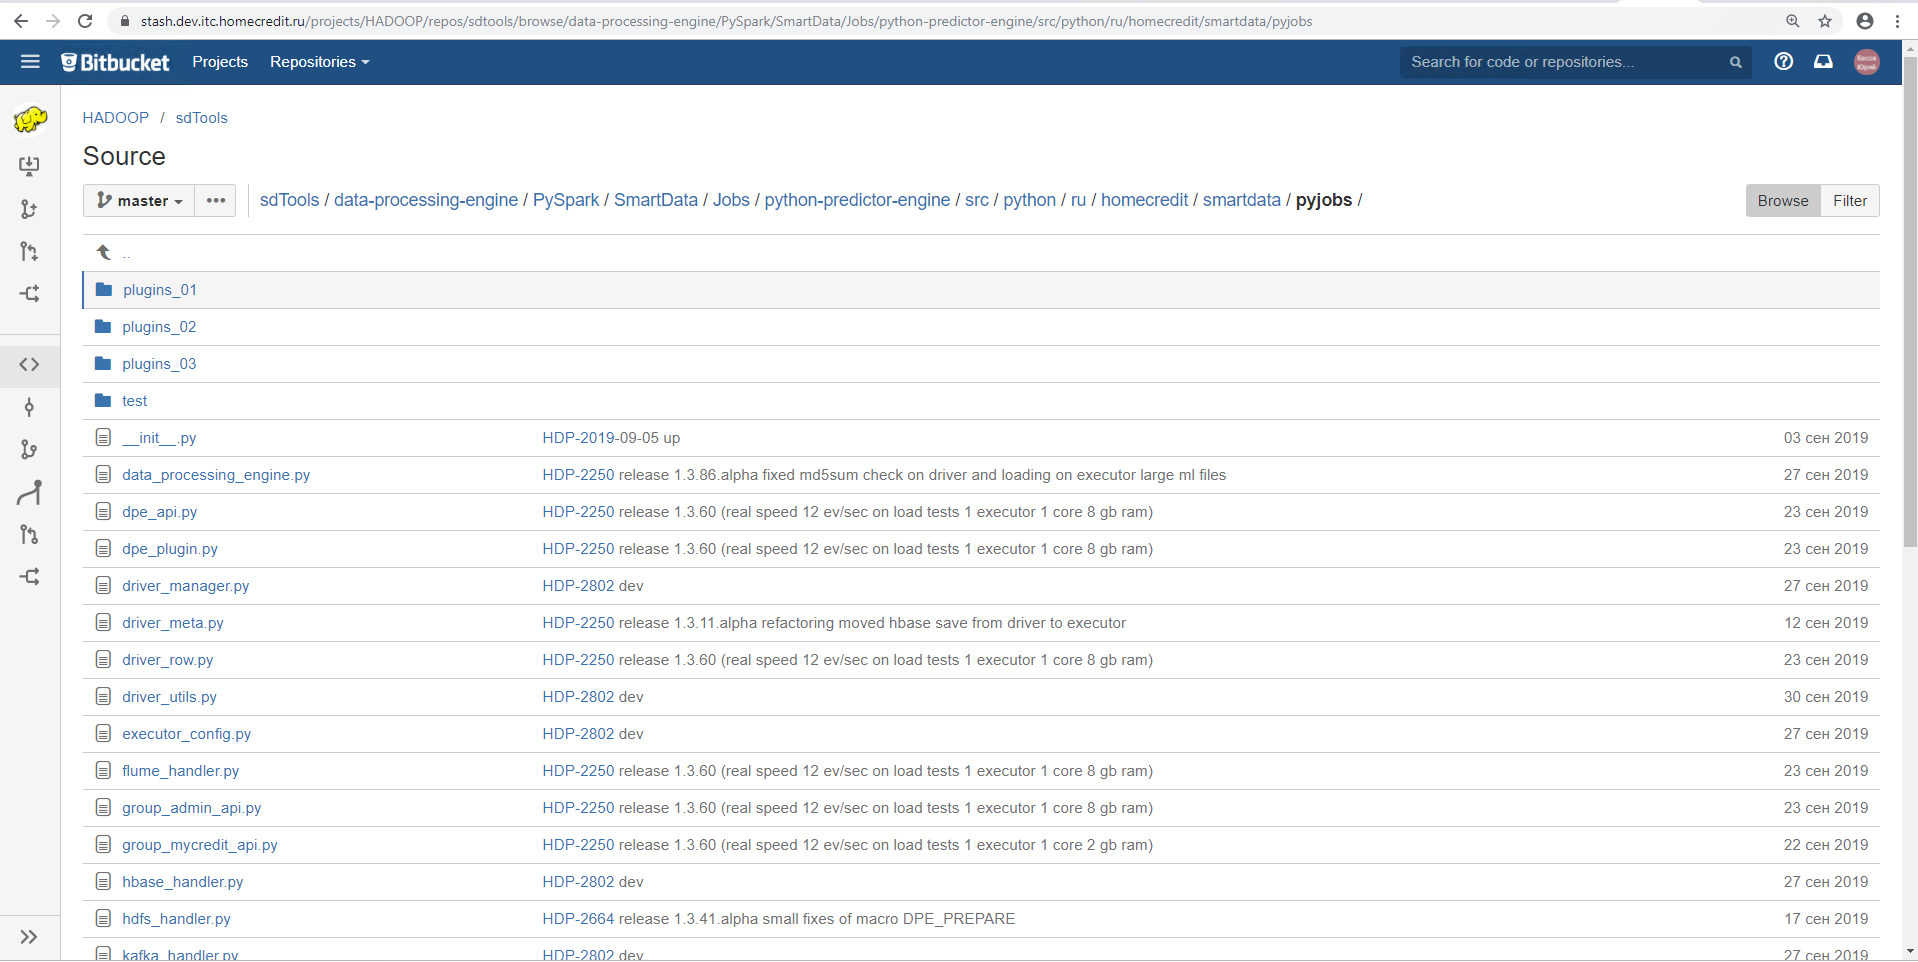 stash.dev.itc.homecredit.ru/projects/HADOOP/repos/sdtools/browse/data-processing-engine/PySpark/SmartData/Jobs/python-predictor-engine/src/python/ru/homecredit/smartdata/pyjobs
Bitbucket Projects Repositories Search for code or repositories...
HADOOP / sdTools
Source
master ••• sdTools / data-processing-engine / PySpark / SmartData / Jobs / python-predictor-engine / src / python / ru / homecredit / smartdata / pyjobs / Browse Filter
..
plugins_01
plugins_02
plugins_03
test
__init__.py HDP-2019-09-05 up 03 сен 2019
data_processing_engine.py HDP-2250 release 1.3.86.alpha fixed md5sum check on driver and loading on executor large ml files 27 сен 2019
dpe_api.py HDP-2250 release 1.3.60 (real speed 12 ev/sec on load tests 1 executor 1 core 8 gb ram) 23 сен 2019
dpe_plugin.py HDP-2250 release 1.3.60 (real speed 12 ev/sec on load tests 1 executor 1 core 8 gb ram) 23 сен 2019
driver_manager.py HDP-2802 dev 27 сен 2019
driver_meta.py HDP-2250 release 1.3.11.alpha refactoring moved hbase save from driver to executor 12 сен 2019
driver_row.py HDP-2250 release 1.3.60 (real speed 12 ev/sec on load tests 1 executor 1 core 8 gb ram) 23 сен 2019
driver_utils.py HDP-2802 dev 30 сен 2019
executor_config.py HDP-2802 dev 27 сен 2019
flume_handler.py HDP-2250 release 1.3.60 (real speed 12 ev/sec on load tests 1 executor 1 core 8 gb ram) 23 сен 2019
group_admin_api.py HDP-2250 release 1.3.60 (real speed 12 ev/sec on load tests 1 executor 1 core 8 gb ram) 23 сен 2019
group_mycredit_api.py HDP-2250 release 1.3.60 (real speed 12 ev/sec on load tests 1 executor 1 core 2 gb ram) 22 сен 2019
hbase_handler.py HDP-2802 dev 27 сен 2019
hdfs_handler.py HDP-2664 release 1.3.41.alpha small fixes of macro DPE_PREPARE 17 сен 2019
kafka_handler.py HDP-2802 dev 27 сен 2019